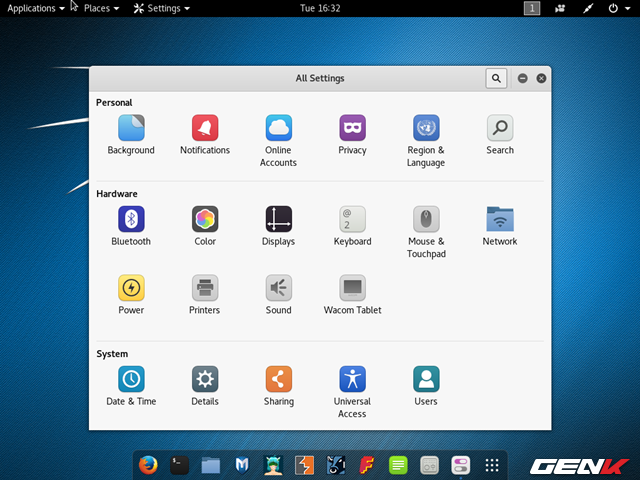 Applications Places Settings Tue 16:32 1
All Settings
Personal
Background Notifications Online Accounts Privacy Region & Language Search
Hardware
Bluetooth Color Displays Keyboard Mouse & Touchpad Network
Power Printers Sound Wacom Tablet
System
Date & Time Details Sharing Universal Access Users
GENK